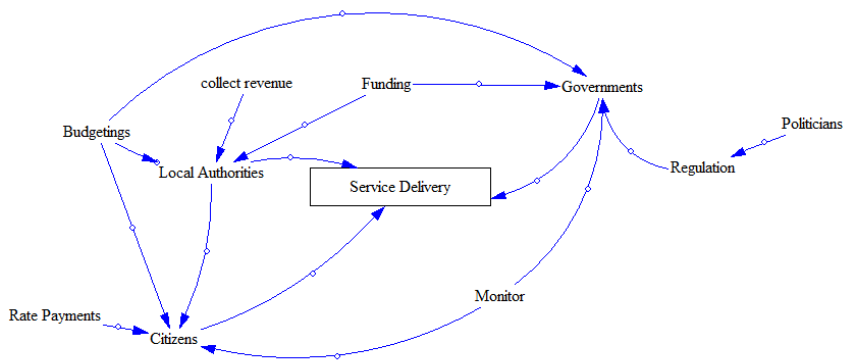 collect revenue
Funding
Governments
Budgetings
Politicians
Local Authorities
Regulation
Service Delivery
Monitor
Rate Payments
Citizens